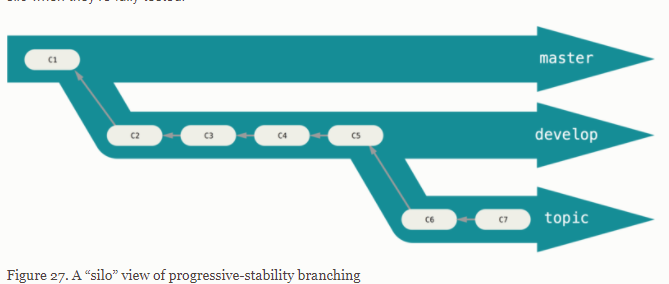 C1
master
C2
C3
C4
C5
develop
C6
C7
topic
Figure 27. A “silo” view of progressive-stability branching